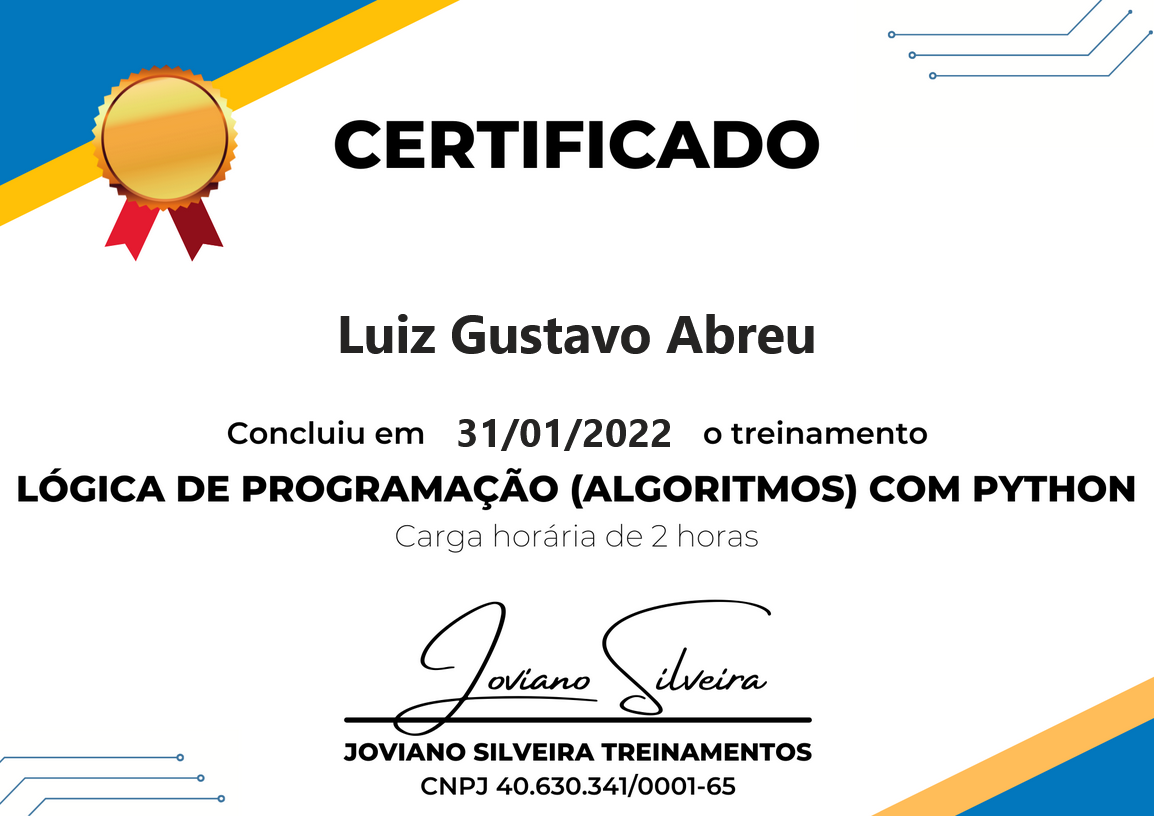 CERTIFICADO
Luiz Gustavo Abreu
Concluiu em 31/01/2022 o treinamento
LÓGICA DE PROGRAMAÇÃO (ALGORITMOS) COM PYTHON
Carga horária de 2 horas
Joviano Silveira
JOVIANO SILVEIRA TREINAMENTOS
CNPJ 40.630.341/0001-65